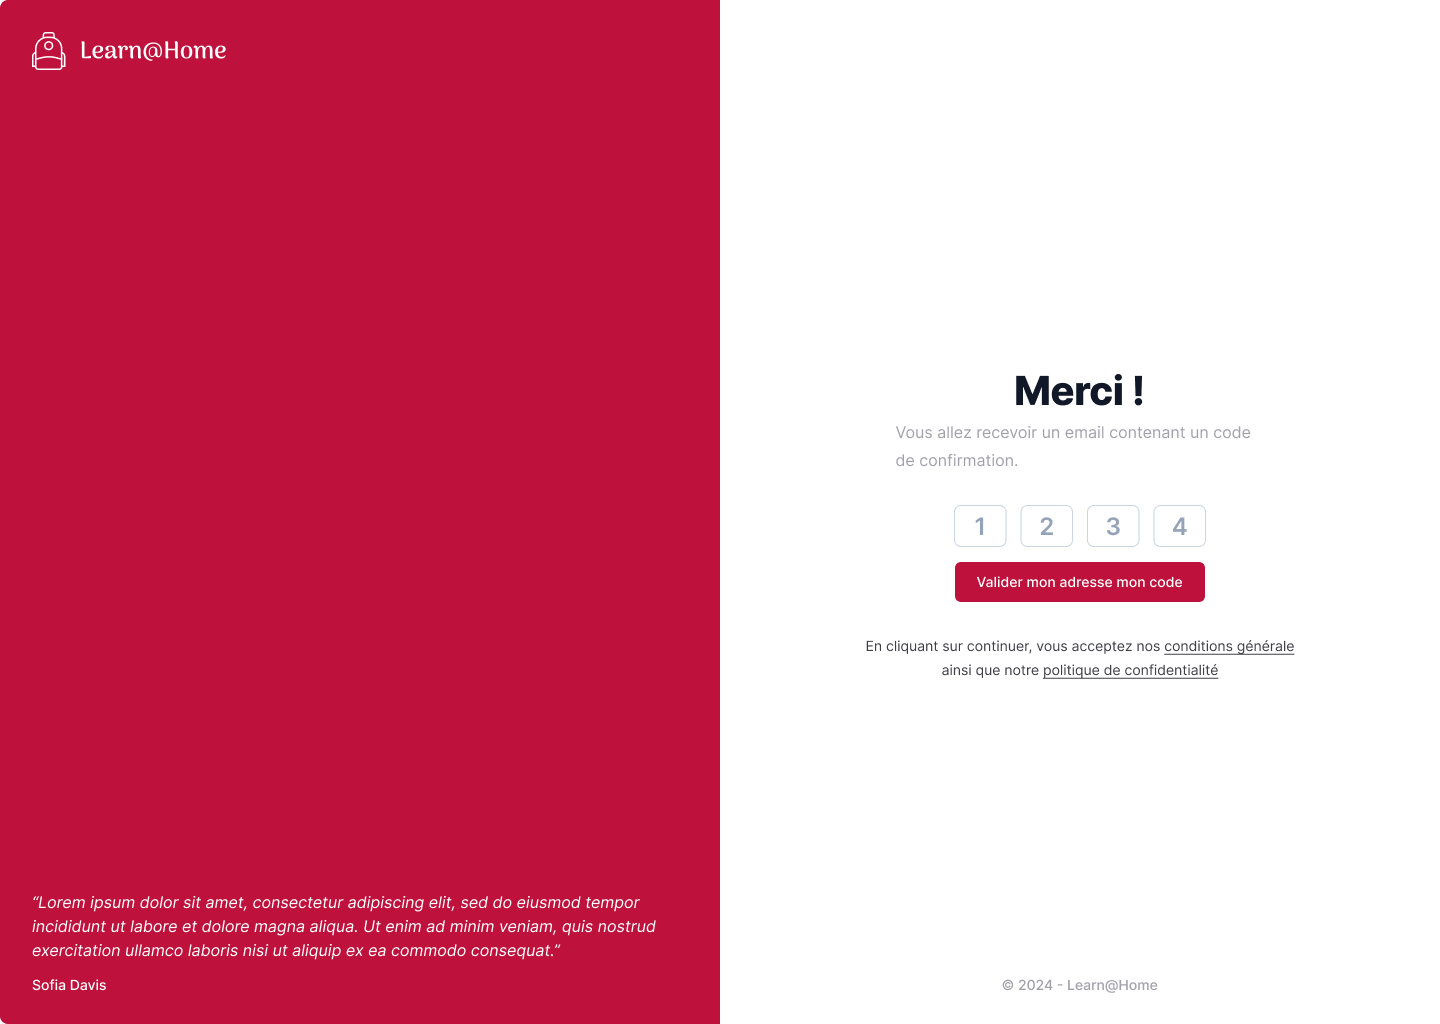 Learn@Home
“Lorem ipsum dolor sit amet, consectetur adipiscing elit, sed do eiusmod tempor
incididunt ut labore et dolore magna aliqua. Ut enim ad minim veniam, quis nostrud
exercitation ullamco laboris nisi ut aliquip ex ea commodo consequat.”
Sofia Davis
Merci !
Vous allez recevoir un email contenant un code
de confirmation.
1 2 3 4
Valider mon adresse mon code
En cliquant sur continuer, vous acceptez nos conditions générale
ainsi que notre politique de confidentialité
© 2024 - Learn@Home